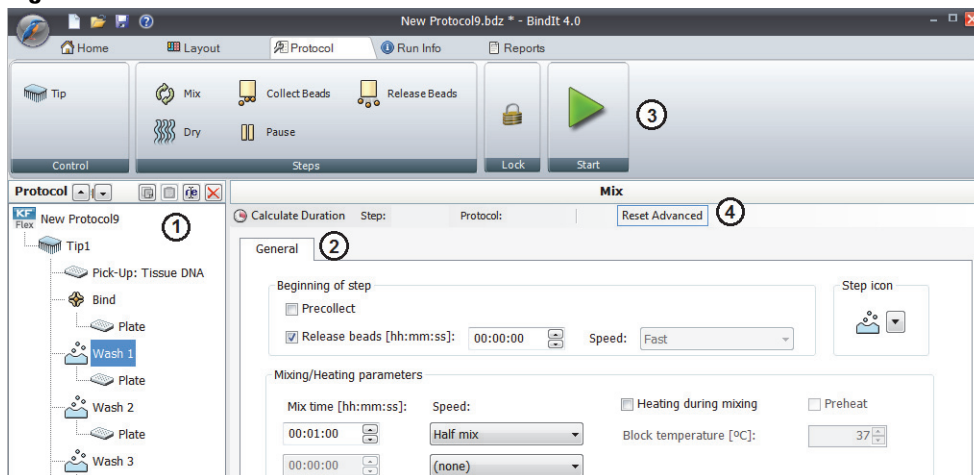 New Protocol9.bdz * - BindIt 4.0
Home Layout Protocol Run Info Reports
Tip Mix Collect Beads Release Beads
Dry Pause
3
Control Steps Lock Start
Protocol
Mix
KF
Flex
New Protocol9
1
Calculate Duration Step: Protocol: Reset Advanced
4
Tip1
General
2
Pick-Up: Tissue DNA
Beginning of step
Step icon
Bind
Precollect
Plate
Release beads [hh:mm:ss]: 00:00:00 Speed: Fast
Wash 1
Plate
Mixing/Heating parameters
Wash 2
Mix time [hh:mm:ss]: Speed: Heating during mixing Preheat
Plate
00:01:00 Half mix Block temperature [ºC]: 37
Wash 3
00:00:00 (none)